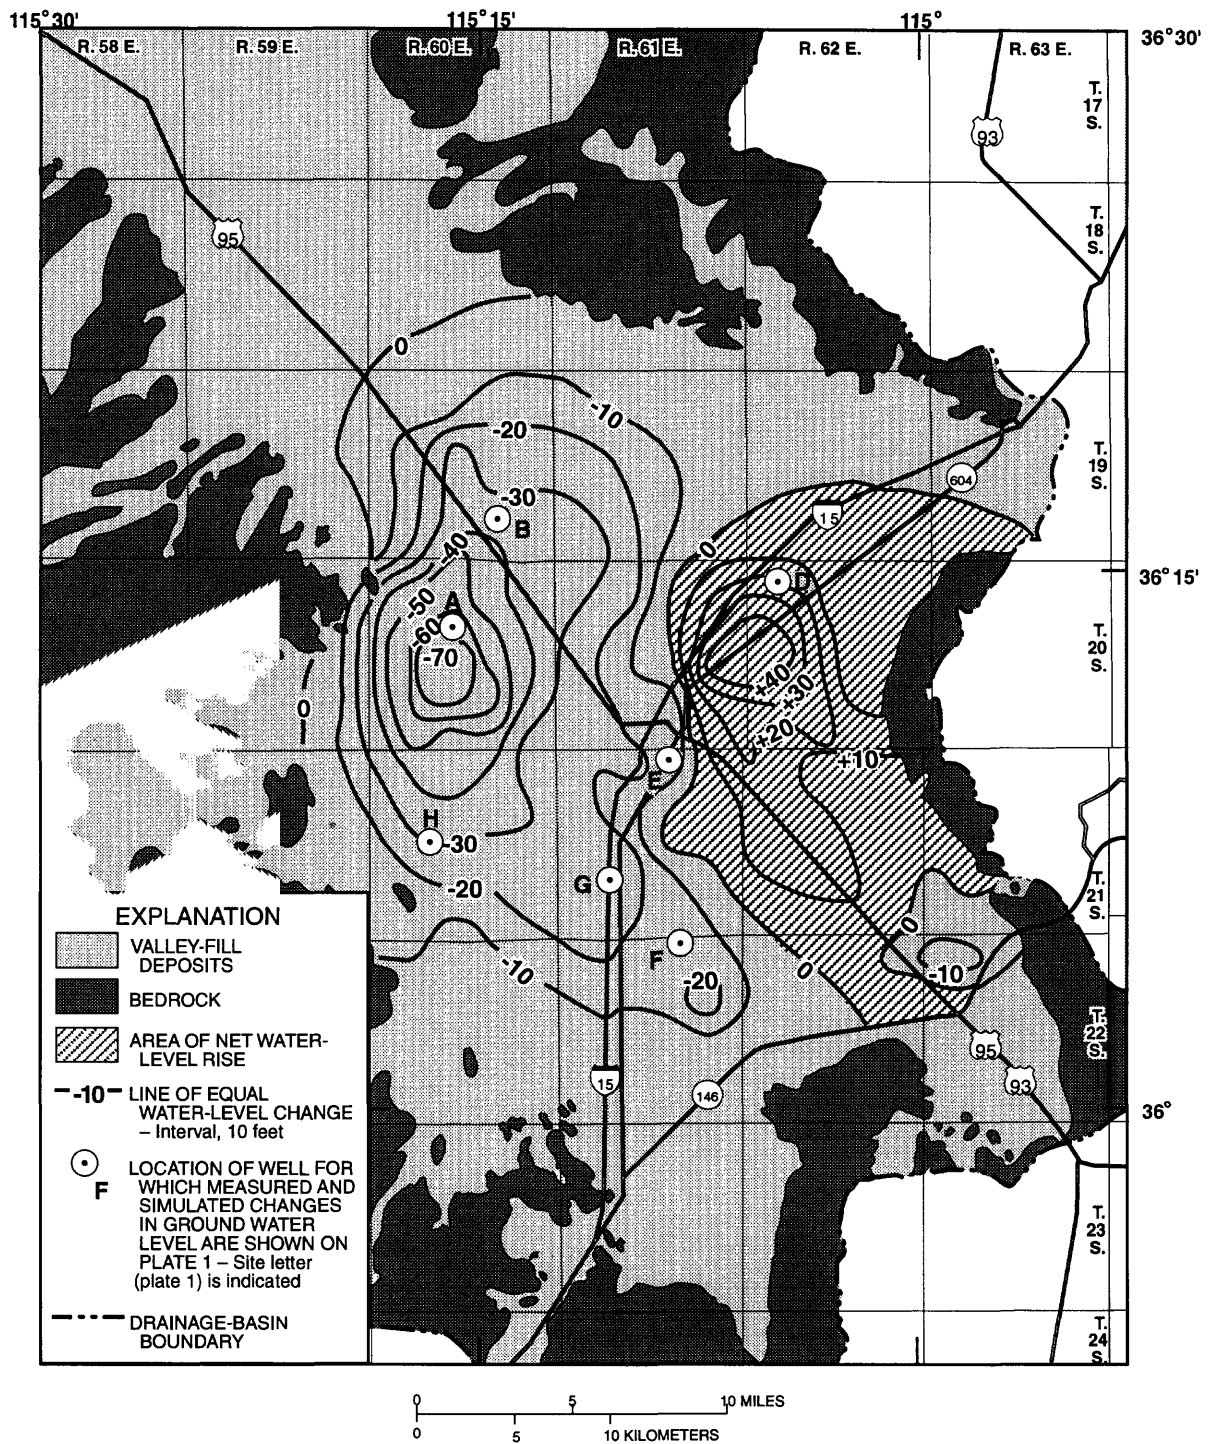 115°30'
115°15'
115°
R. 58 E.
R. 59 E.
R. 60 E.
R. 61 E.
R. 62 E.
R. 63 E.
36°30'
T.
17
S.
93
T.
18
S.
95
0
-10
-20
T.
19
S.
604
-30
15
B
-40
0
D
36°15'
-50
A
-60
-70
T.
20
S.
+40
+30
0
+20
+10
E
H
-30
G
-20
T.
21
S.
0
F
-10
0
-10
-20
EXPLANATION
VALLEY-FILL
DEPOSITS
BEDROCK
AREA OF NET WATER-
LEVEL RISE
-10
LINE OF EQUAL
WATER-LEVEL CHANGE
– Interval, 10 feet
F
LOCATION OF WELL FOR
WHICH MEASURED AND
SIMULATED CHANGES
IN GROUND WATER
LEVEL ARE SHOWN ON
PLATE 1 – Site letter
(plate 1) is indicated
DRAINAGE-BASIN
BOUNDARY
T.
22
S.
95
93
15
146
36°
T.
23
S.
T.
24
S.
0 5 10 MILES
0 5 10 KILOMETERS